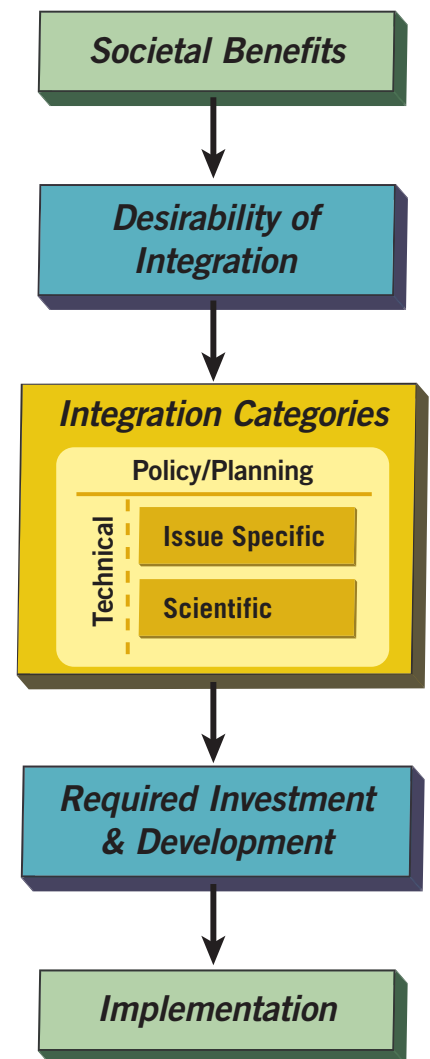 Societal Benefits
Desirability of
Integration
Integration Categories
Policy/Planning
Technical
Issue Specific
Scientific
Required Investment
& Development
Implementation